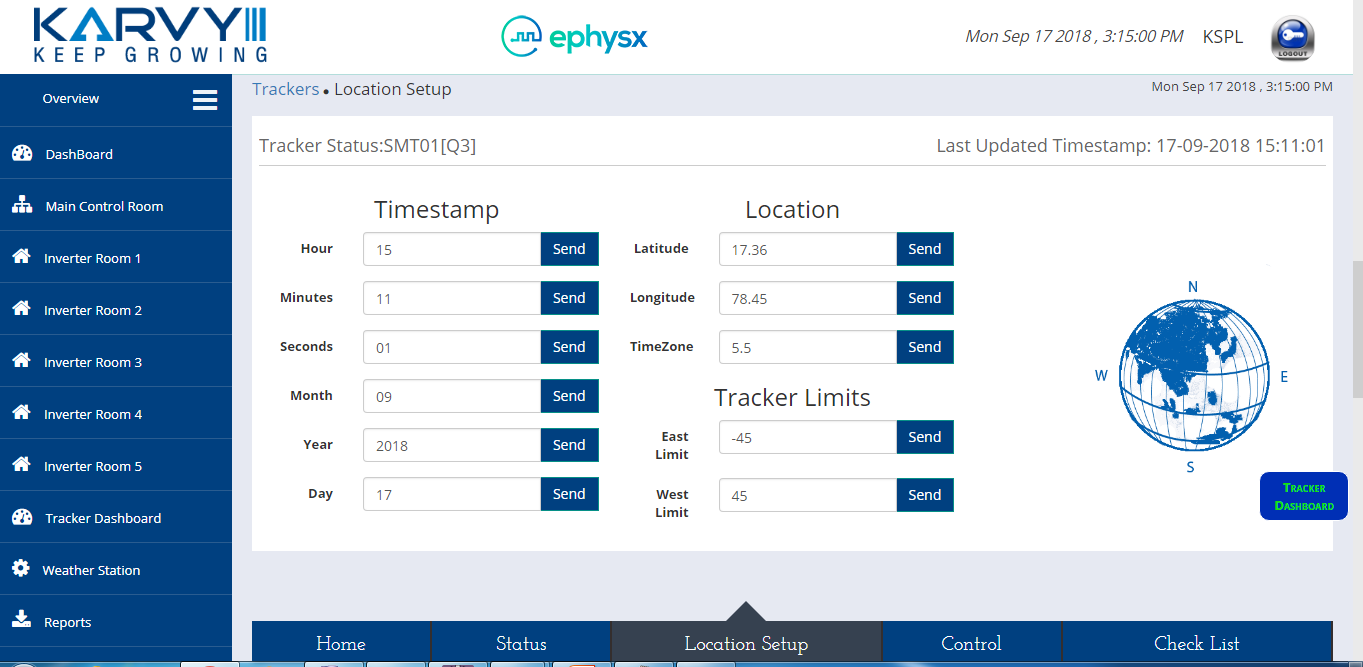 KARVY
KEEP GROWING
ephysx
Mon Sep 17 2018 , 3:15:00 PM KSPL
LOGOUT
Overview
DashBoard
Main Control Room
Inverter Room 1
Inverter Room 2
Inverter Room 3
Inverter Room 4
Inverter Room 5
Tracker Dashboard
Weather Station
Reports
Trackers • Location Setup
Mon Sep 17 2018 , 3:15:00 PM
Tracker Status:SMT01[Q3]
Last Updated Timestamp: 17-09-2018 15:11:01
Timestamp
Hour 15 Send
Minutes 11 Send
Seconds 01 Send
Month 09 Send
Year 2018 Send
Day 17 Send
Location
Latitude 17.36 Send
Longitude 78.45 Send
TimeZone 5.5 Send
Tracker Limits
East
Limit
-45 Send
West
Limit
45 Send
N
W E
S
TRACKER
DASHBOARD
Home Status Location Setup Control Check List